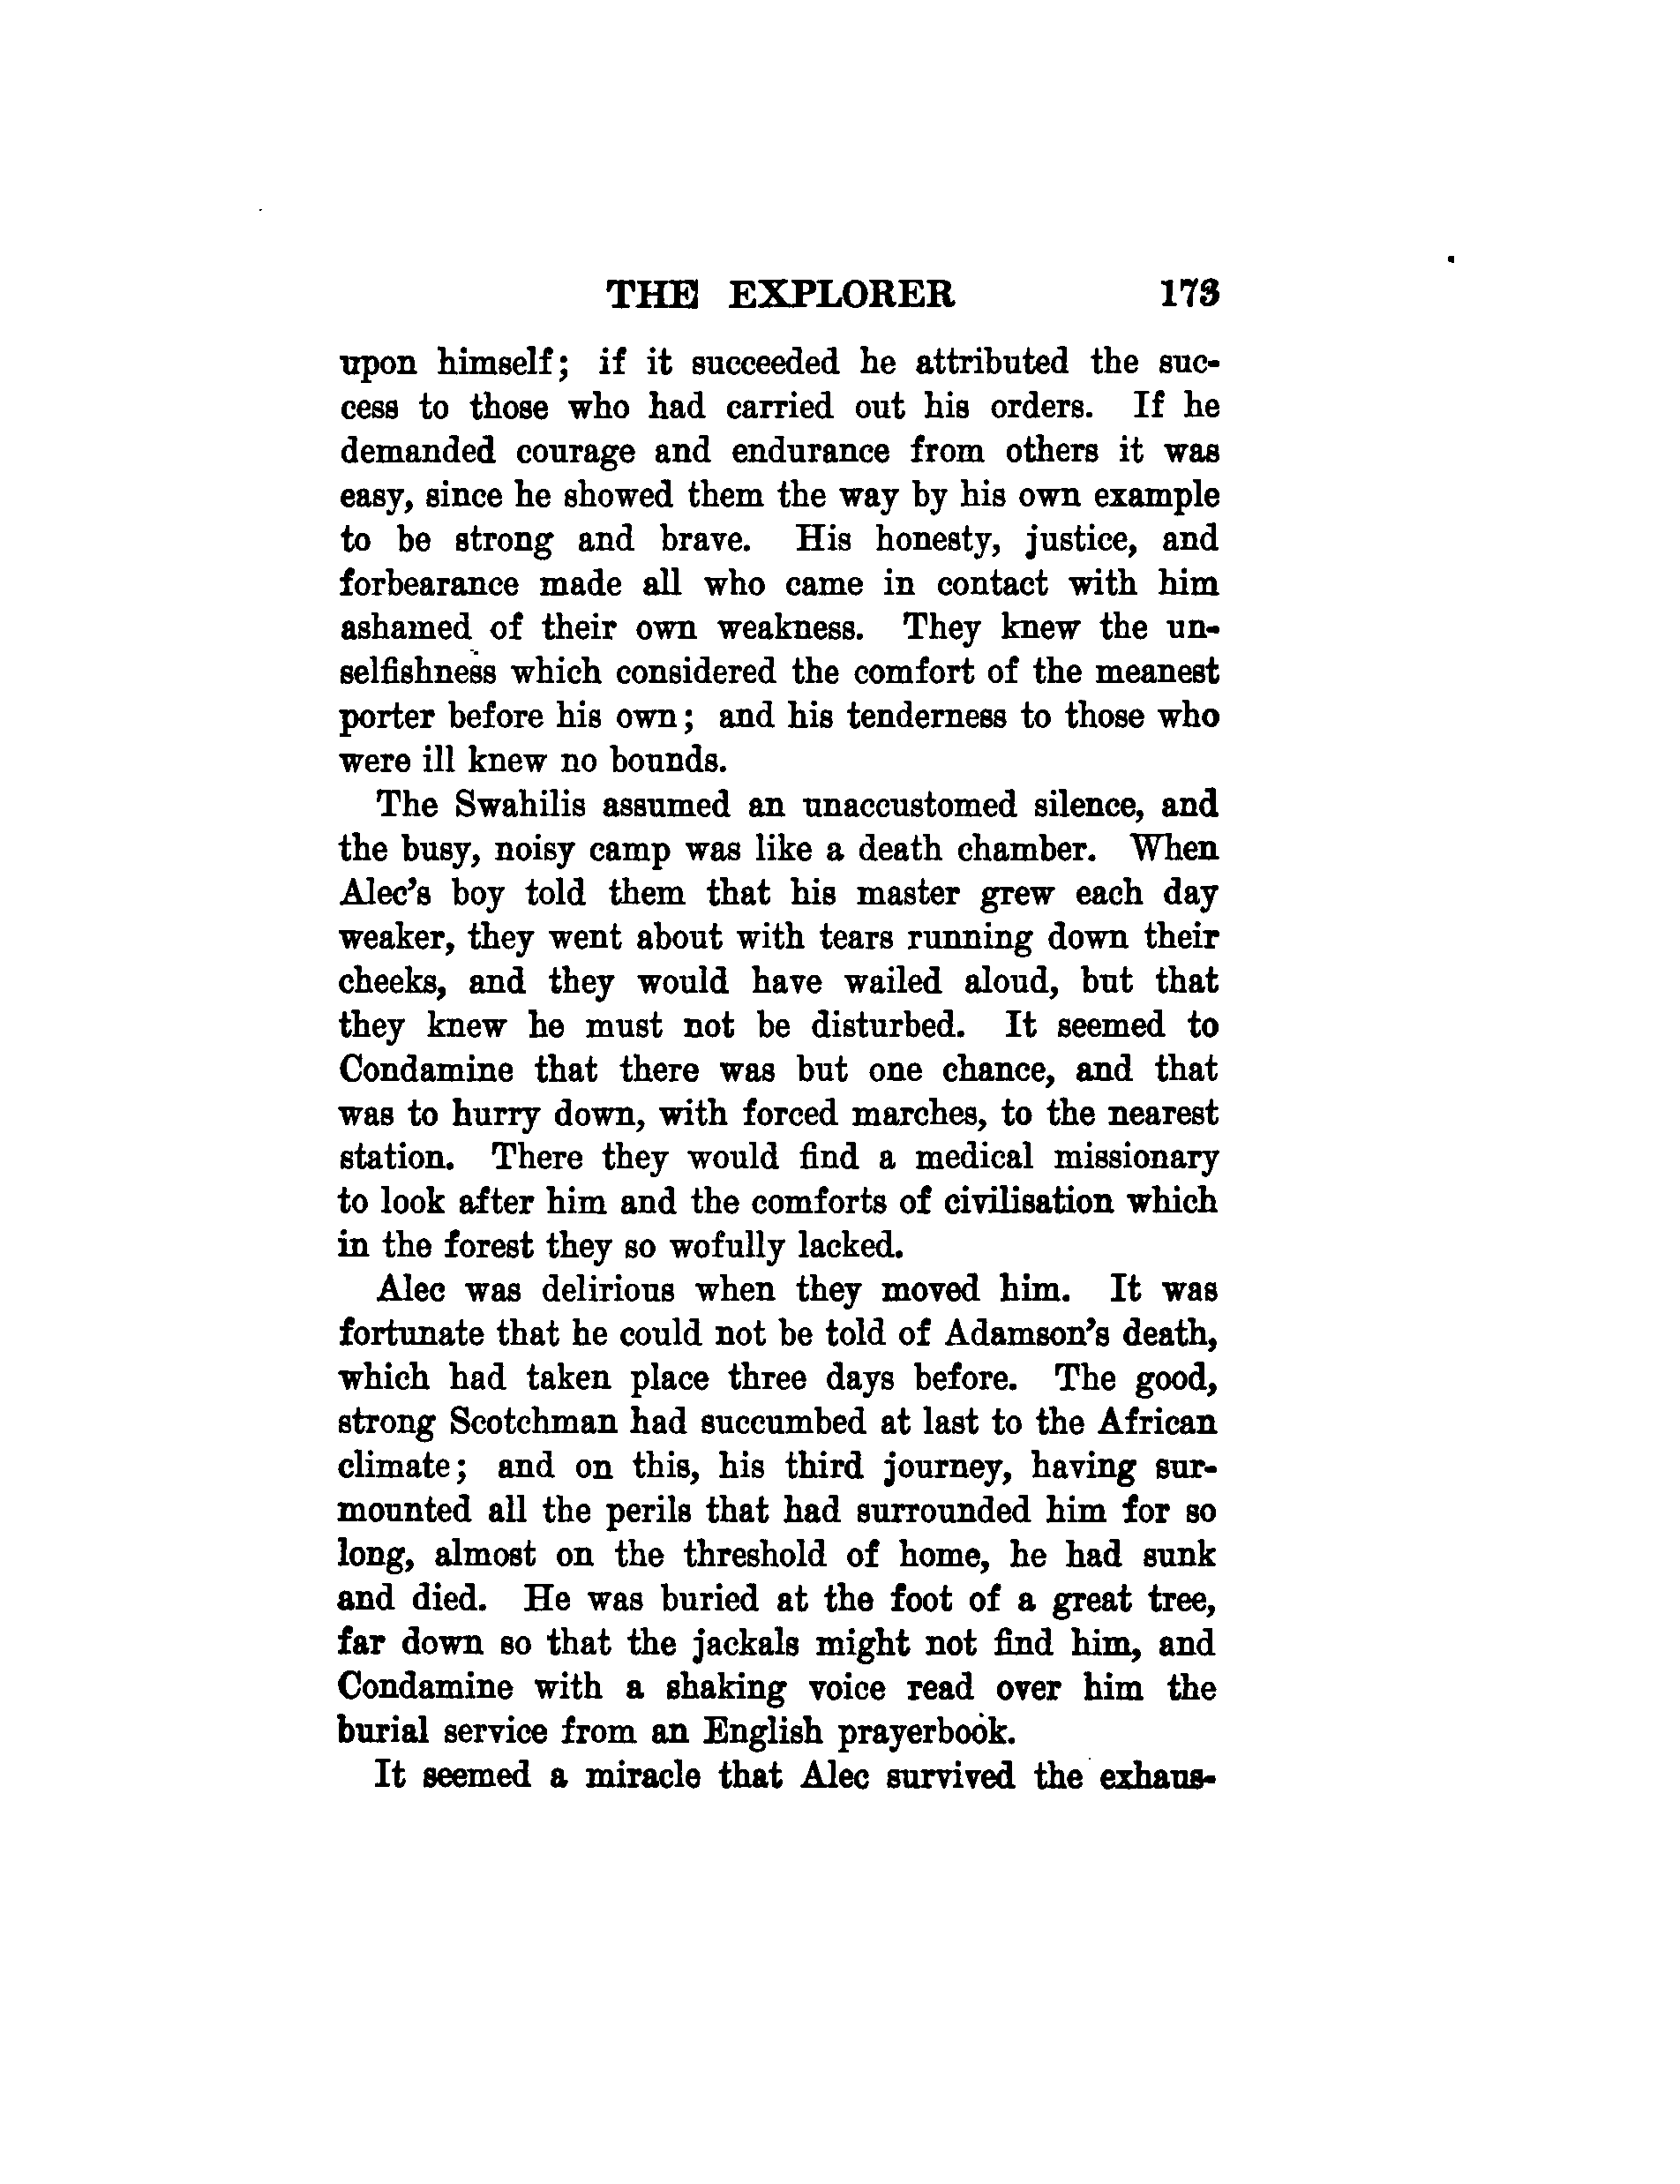 THE EXPLORER 173
upon himself; if it succeeded he attributed the suc-
cess to those who had carried out his orders. If he
demanded courage and endurance from others it was
easy, since he showed them the way by his own example
to be strong and brave. His honesty, justice, and
forbearance made all who came in contact with him
ashamed of their own weakness. They knew the un-
selfishness which considered the comfort of the meanest
porter before his own; and his tenderness to those who
were ill knew no bounds.
The Swahilis assumed an unaccustomed silence, and
the busy, noisy camp was like a death chamber. When
Alec's boy told them that his master grew each day
weaker, they went about with tears running down their
cheeks, and they would have wailed aloud, but that
they knew he must not be disturbed. It seemed to
Condamine that there was but one chance, and that
was to hurry down, with forced marches, to the nearest
station. There they would find a medical missionary
to look after him and the comforts of civilisation which
in the forest they so wofully lacked.
Alec was delirious when they moved him. It was
fortunate that he could not be told of Adamson's death,
which had taken place three days before. The good,
strong Scotchman had succumbed at last to the African
climate; and on this, his third journey, having sur-
mounted all the perils that had surrounded him for so
long, almost on the threshold of home, he had sunk
and died. He was buried at the foot of a great tree,
far down so that the jackals might not find him, and
Condamine with a shaking voice read over him the
burial service from an English prayerbook.
It seemed a miracle that Alec survived the exhaus-